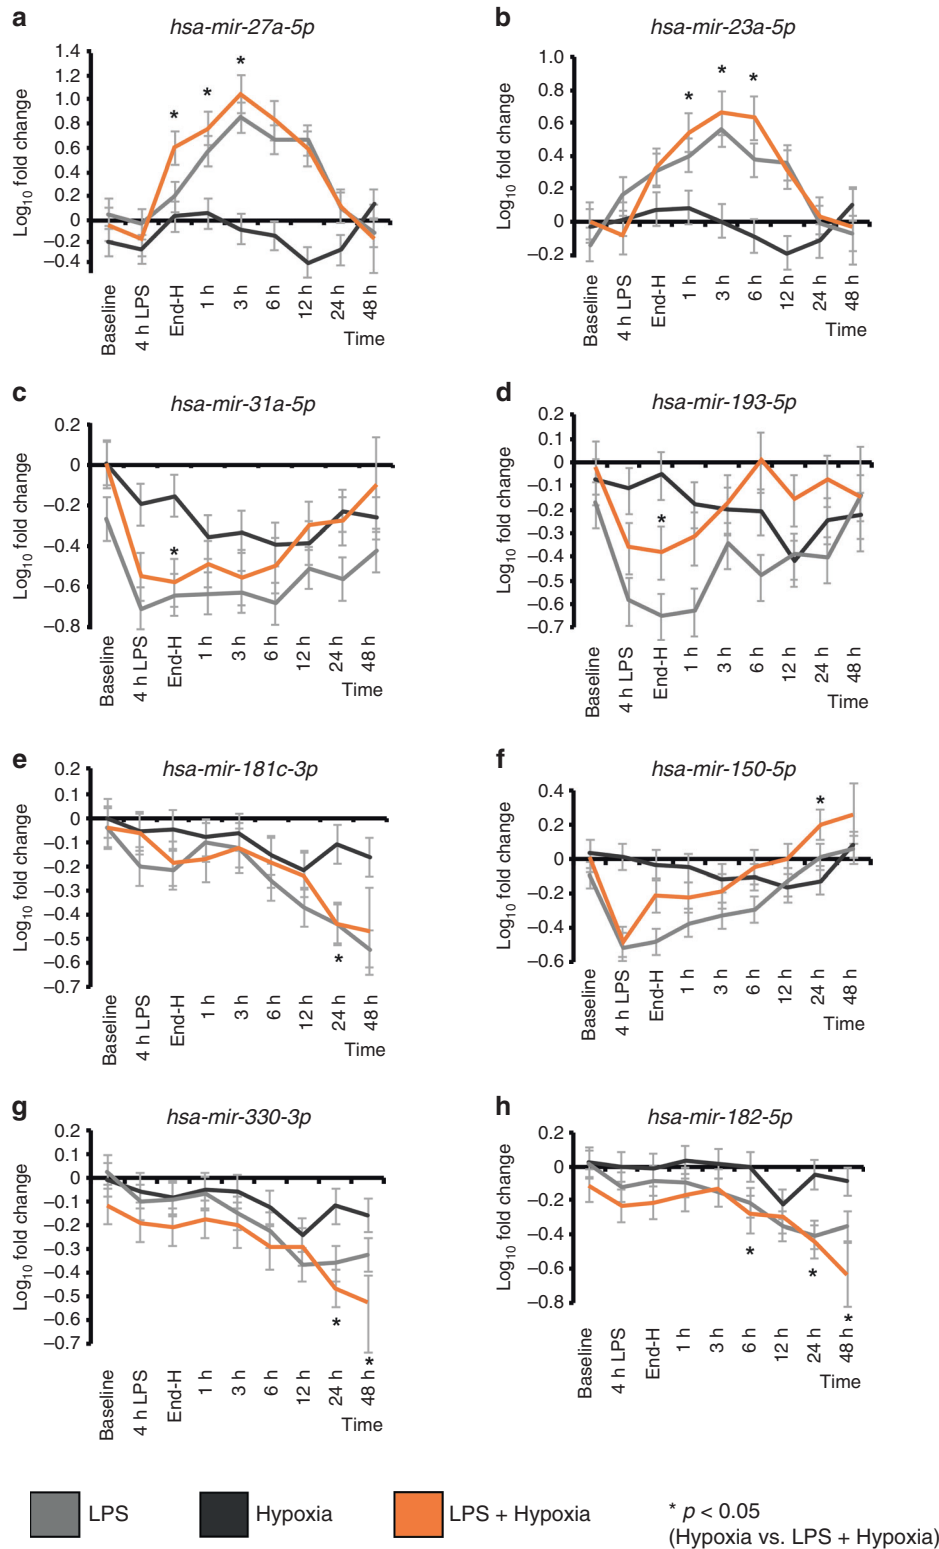 a
hsa-mir-27a-5p
Log10 fold change
1.4
1.2
1.0
0.8
0.6
0.4
0.2
0
−0.2
−0.4
Baseline
4 h LPS
End-H
1 h
3 h
6 h
12 h
24 h
48 h
Time
*
*
*
b
hsa-mir-23a-5p
Log10 fold change
1.0
0.8
0.6
0.4
0.2
0
−0.2
Baseline
4 h LPS
End-H
1 h
3 h
6 h
12 h
24 h
48 h
Time
*
*
*
c
hsa-mir-31a-5p
Log10 fold change
0.2
0
−0.2
−0.4
−0.6
−0.8
Baseline
4 h LPS
End-H
1 h
3 h
6 h
12 h
24 h
48 h
Time
*
d
hsa-mir-193-5p
Log10 fold change
0.2
0.1
0
−0.1
−0.2
−0.3
−0.4
−0.5
−0.6
−0.7
Baseline
4 h LPS
End-H
1 h
3 h
6 h
12 h
24 h
48 h
Time
*
e
hsa-mir-181c-3p
Log10 fold change
0.2
0.1
0
−0.1
−0.2
−0.3
−0.4
−0.5
−0.6
−0.7
Baseline
4 h LPS
End-H
1 h
3 h
6 h
12 h
24 h
48 h
Time
*
f
hsa-mir-150-5p
Log10 fold change
0.4
0.2
0
−0.2
−0.4
−0.6
Baseline
4 h LPS
End-H
1 h
3 h
6 h
12 h
24 h
48 h
Time
*
g
hsa-mir-330-3p
Log10 fold change
0.2
0.1
0
−0.1
−0.2
−0.3
−0.4
−0.5
−0.6
−0.7
Baseline
4 h LPS
End-H
1 h
3 h
6 h
12 h
24 h
48 h
Time
*
*
h
hsa-mir-182-5p
Log10 fold change
0.2
0
−0.2
−0.4
−0.6
−0.8
Baseline
4 h LPS
End-H
1 h
3 h
6 h
12 h
24 h
48 h
Time
*
*
*
LPS
Hypoxia
LPS + Hypoxia
* p < 0.05
(Hypoxia vs. LPS + Hypoxia)